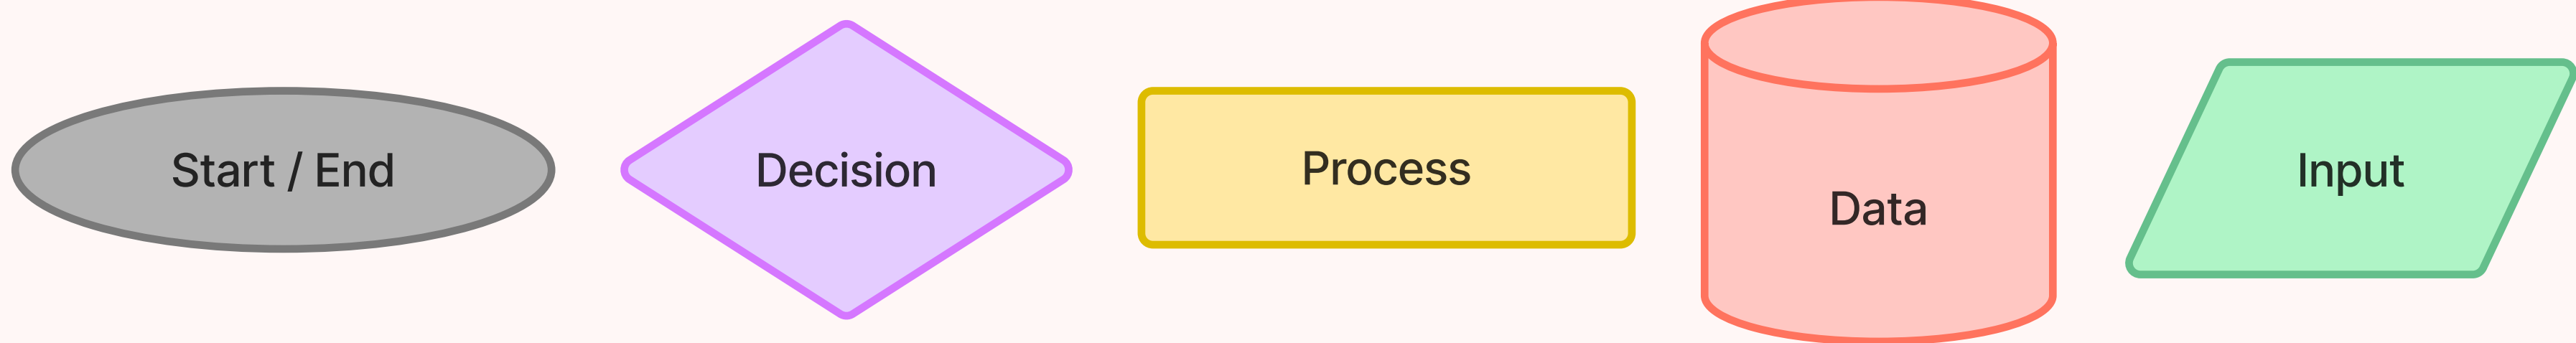 Start / End
Decision
Process
Data
Input